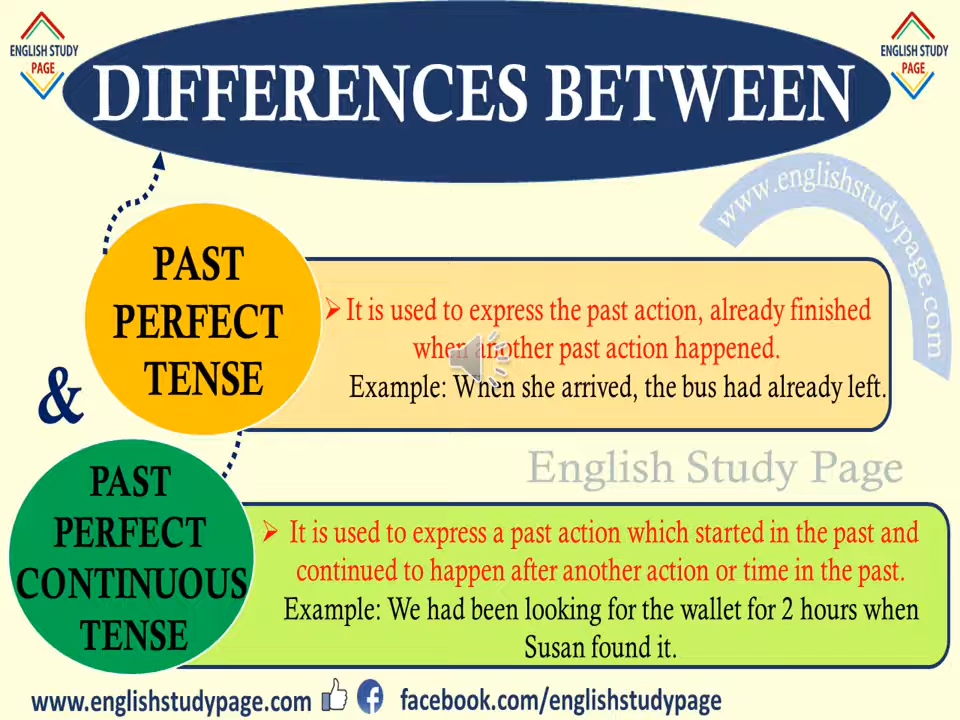 ENGLISH STUDY
PAGE
ENGLISH STUDY
PAGE
DIFFERENCES BETWEEN
www.englishstudypage.com
PAST
PERFECT
TENSE
➢ It is used to express the past action, already finished
when another past action happened.
Example: When she arrived, the bus had already left.
&
English Study Page
PAST
PERFECT
CONTINUOUS
TENSE
➢ It is used to express a past action which started in the past and
continued to happen after another action or time in the past.
Example: We had been looking for the wallet for 2 hours when
Susan found it.
www.englishstudypage.com facebook.com/englishstudypage